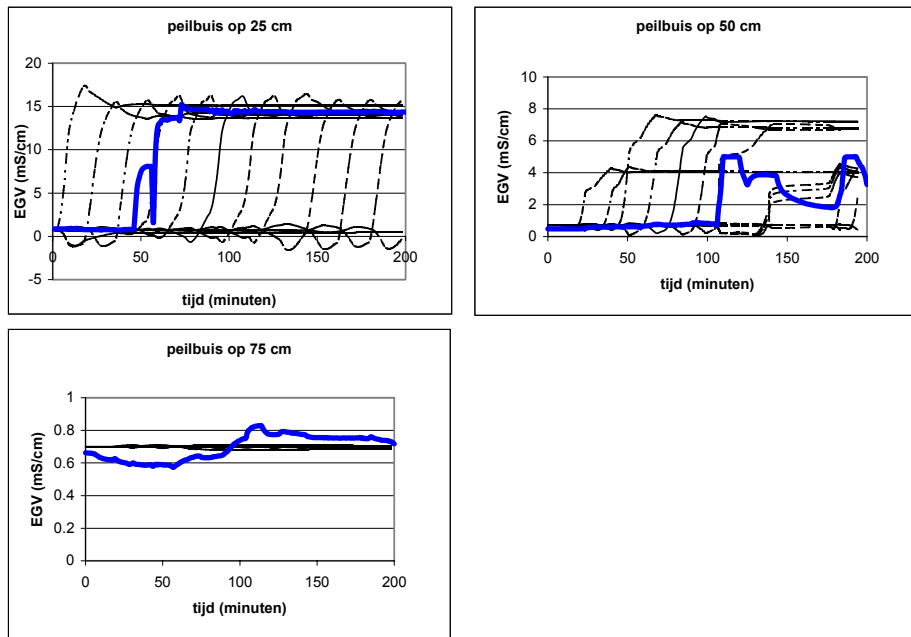 peilbuis op 25 cm
EGV (mS/cm)
20
15
10
5
0
-5
0 50 100 150 200
tijd (minuten)
peilbuis op 50 cm
EGV (mS/cm)
10
8
6
4
2
0
0 50 100 150 200
tijd (minuten)
peilbuis op 75 cm
EGV (mS/cm)
1
0.8
0.6
0.4
0.2
0
0 50 100 150 200
tijd (minuten)